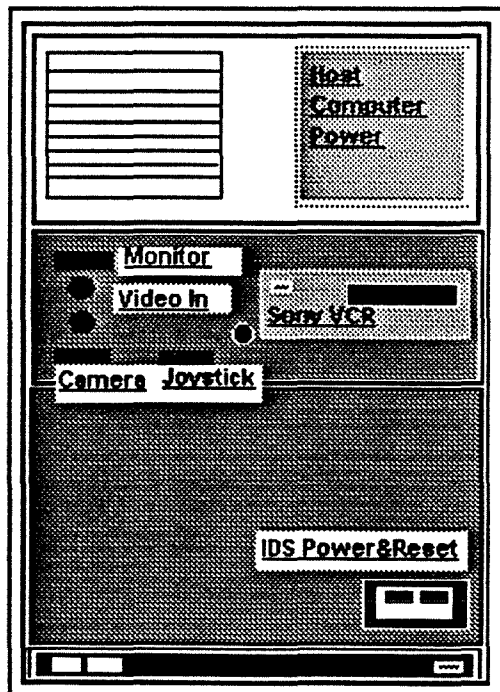 Host
Computer
Power
Monitor
Video In
Sony VCR
Camera
Joystick
IDS Power&Reset